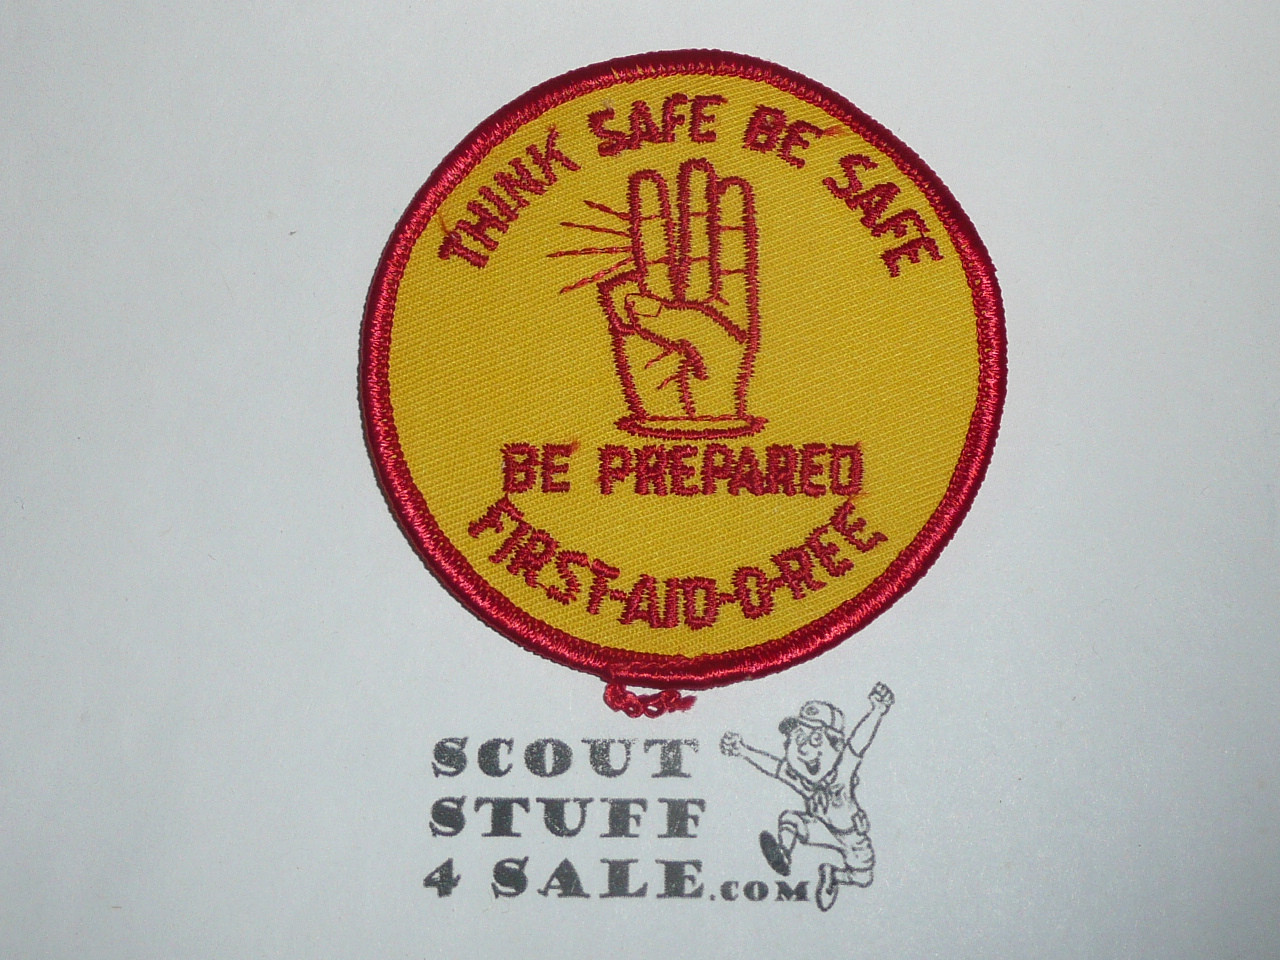 THINK SAFE BE SAFE
BE PREPARED
FIRST-AID-O-REE
SCOUT
STUFF
4 SALE.COM